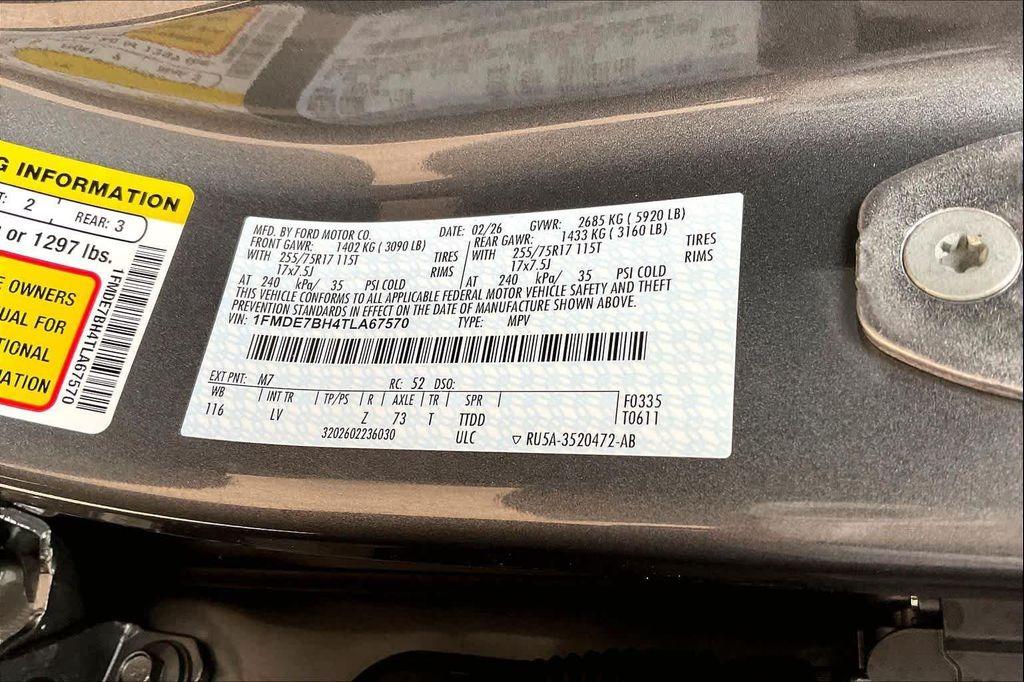 G INFORMATION
T: 2 REAR: 3
or 1297 lbs.
E OWNERS
UAL FOR
TIONAL
MATION
1FMDE7BH4TLA67570
MFD. BY FORD MOTOR CO. DATE: 02/26 GVWR: 2685 KG ( 5920 LB)
FRONT GAWR: 1402 KG ( 3090 LB) REAR GAWR: 1433 KG ( 3160 LB)
WITH 255/75R17 115T TIRES WITH 255/75R17 115T TIRES
17x7.5J RIMS 17x7.5J RIMS
AT 240 kPa/ 35 PSI COLD AT 240 kPa/ 35 PSI COLD
THIS VEHICLE CONFORMS TO ALL APPLICABLE FEDERAL MOTOR VEHICLE SAFETY AND THEFT
PREVENTION STANDARDS IN EFFECT ON THE DATE OF MANUFACTURE SHOWN ABOVE.
VIN: 1FMDE7BH4TLA67570 TYPE: MPV
EXT PNT: M7 RC: 52 DSO:
WB INT TR TP/PS R AXLE TR SPR F0335
116 LV Z 73 T TTDD T0611
3202602236030 ULC ▽ RU5A-3520472-AB